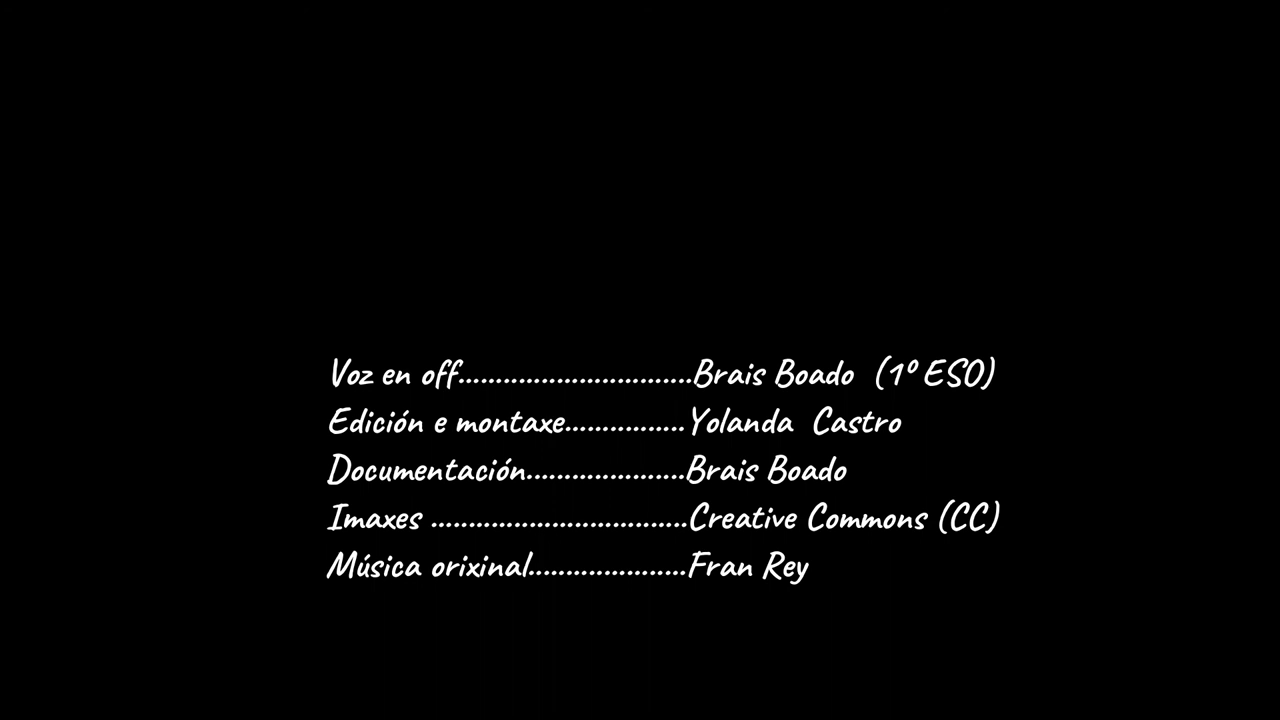 Voz en off...............................Brais Boado (1º ESO)
Edición e montaxe................Yolanda Castro
Documentación.....................Brais Boado
Imaxes ..................................Creative Commons (CC)
Música orixinal.....................Fran Rey